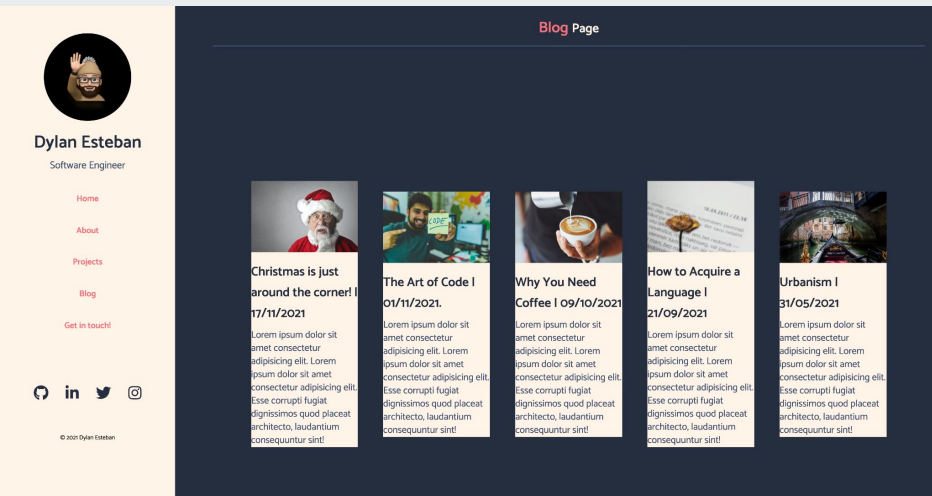 Dylan Esteban
Software Engineer
Home
About
Projects
Blog
Get in touch!
© 2021 Dylan Esteban
Blog Page
Christmas is just
around the corner! |
17/11/2021
Lorem ipsum dolor sit
amet consectetur
adipisicing elit. Lorem
ipsum dolor sit amet
consectetur adipisicing elit.
Esse corrupti fugiat
dignissimos quod placeat
architecto, laudantium
consequuntur sint!
CODE
The Art of Code |
01/11/2021.
Lorem ipsum dolor sit
amet consectetur
adipisicing elit. Lorem
ipsum dolor sit amet
consectetur adipisicing elit.
Esse corrupti fugiat
dignissimos quod placeat
architecto, laudantium
consequuntur sint!
Why You Need
Coffee | 09/10/2021
Lorem ipsum dolor sit
amet consectetur
adipisicing elit. Lorem
ipsum dolor sit amet
consectetur adipisicing elit.
Esse corrupti fugiat
dignissimos quod placeat
architecto, laudantium
consequuntur sint!
How to Acquire a
Language |
21/09/2021
Lorem ipsum dolor sit
amet consectetur
adipisicing elit. Lorem
ipsum dolor sit amet
consectetur adipisicing elit.
Esse corrupti fugiat
dignissimos quod placeat
architecto, laudantium
consequuntur sint!
Urbanism |
31/05/2021
Lorem ipsum dolor sit
amet consectetur
adipisicing elit. Lorem
ipsum dolor sit amet
consectetur adipisicing elit.
Esse corrupti fugiat
dignissimos quod placeat
architecto, laudantium
consequuntur sint!